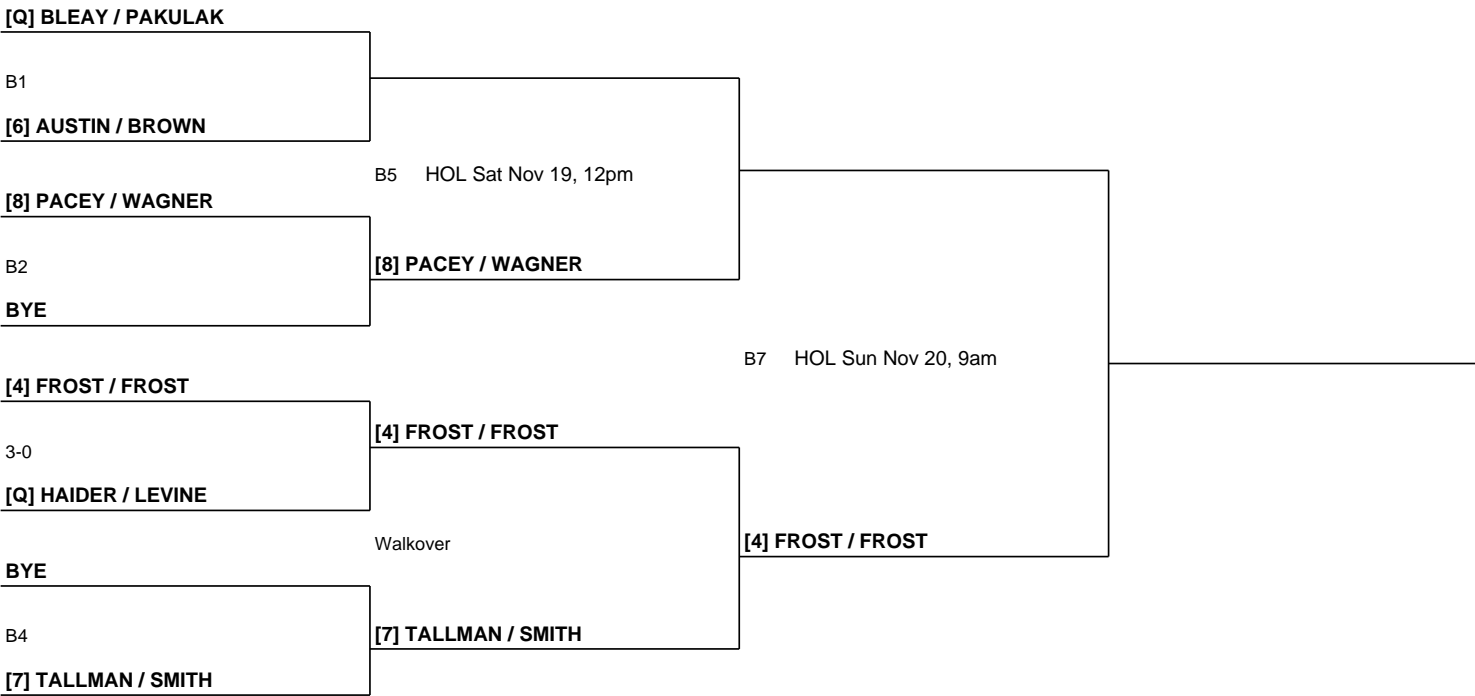 [Q] BLEAY / PAKULAK
B1
[6] AUSTIN / BROWN
B5 HOL Sat Nov 19, 12pm
[8] PACEY / WAGNER
B2
[8] PACEY / WAGNER
BYE
B7 HOL Sun Nov 20, 9am
[4] FROST / FROST
[4] FROST / FROST
3-0
[Q] HAIDER / LEVINE
Walkover
[4] FROST / FROST
BYE
B4
[7] TALLMAN / SMITH
[7] TALLMAN / SMITH